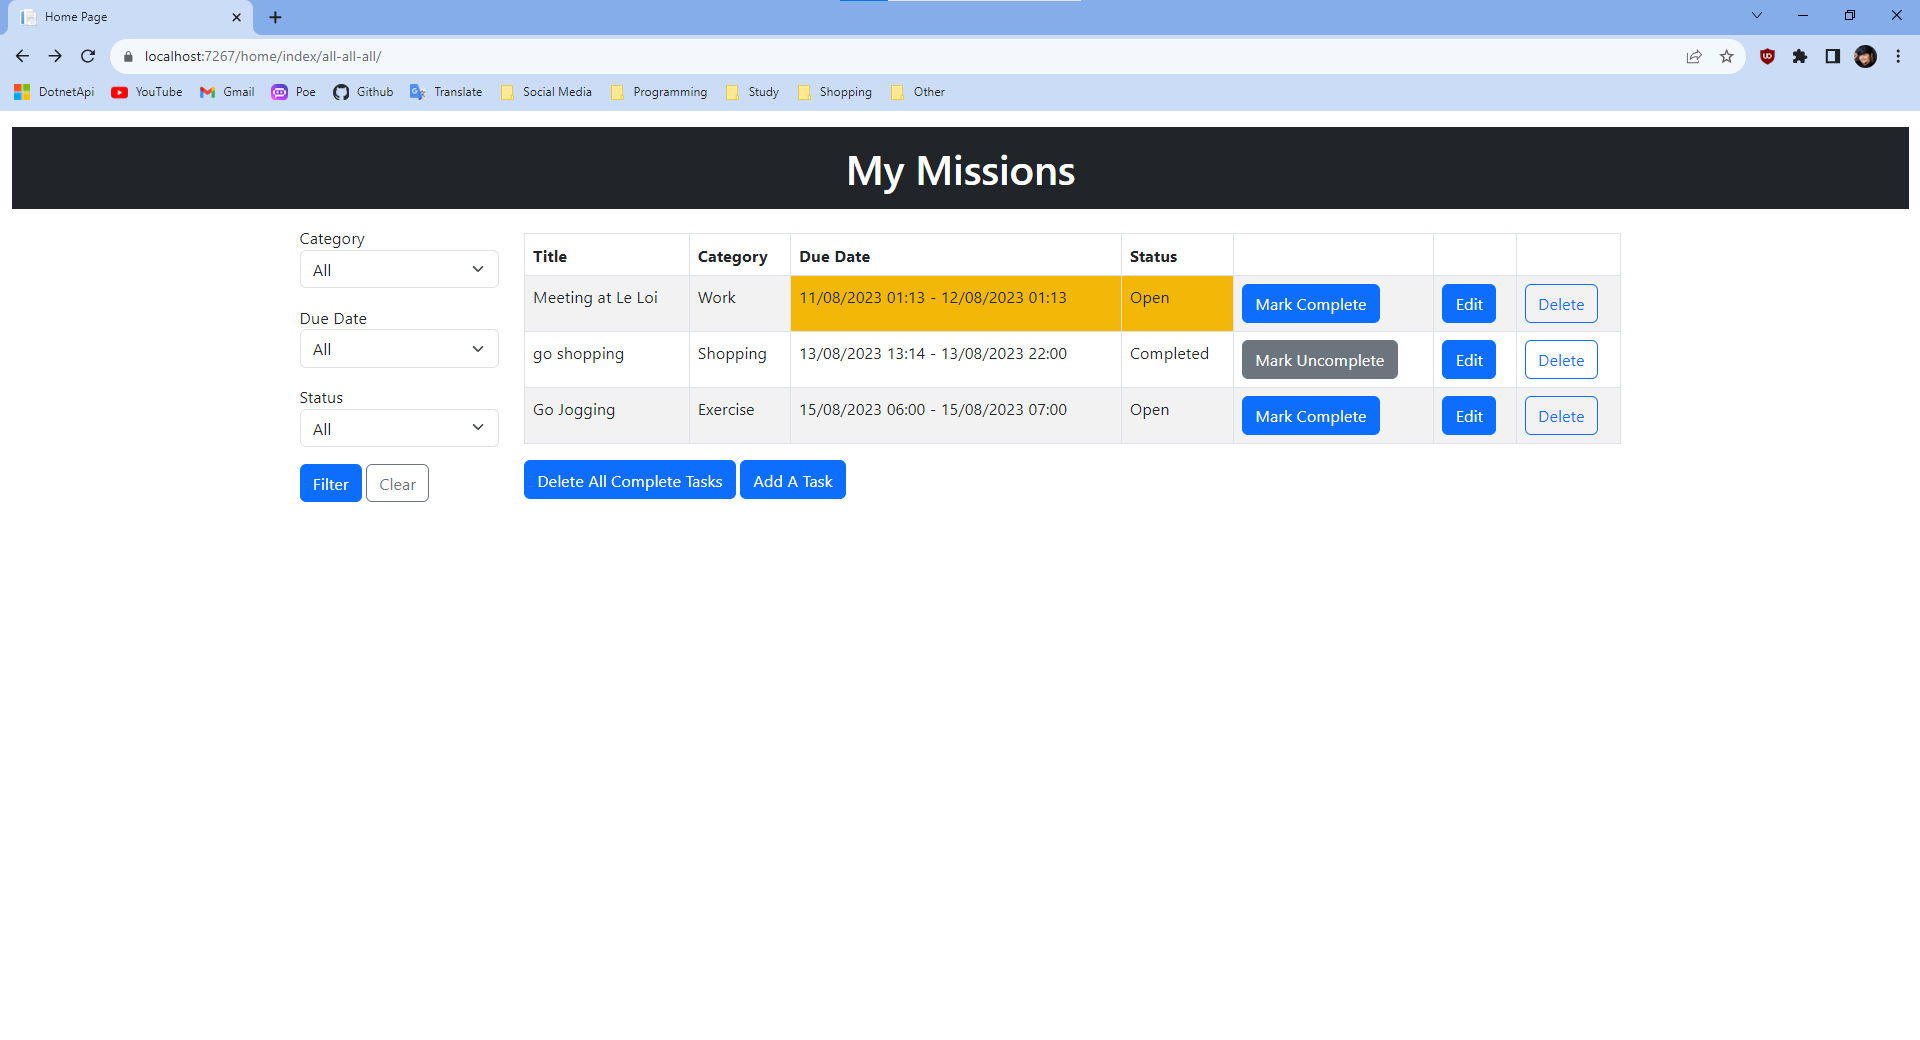 Home Page
localhost:7267/home/index/all-all-all/
DotnetApi YouTube Gmail Poe Github Translate Social Media Programming Study Shopping Other
My Missions
Category
All
Due Date
All
Status
All
Filter Clear
Title Category Due Date Status
Meeting at Le Loi Work 11/08/2023 01:13 - 12/08/2023 01:13 Open Mark Complete Edit Delete
go shopping Shopping 13/08/2023 13:14 - 13/08/2023 22:00 Completed Mark Uncomplete Edit Delete
Go Jogging Exercise 15/08/2023 06:00 - 15/08/2023 07:00 Open Mark Complete Edit Delete
Delete All Complete Tasks Add A Task